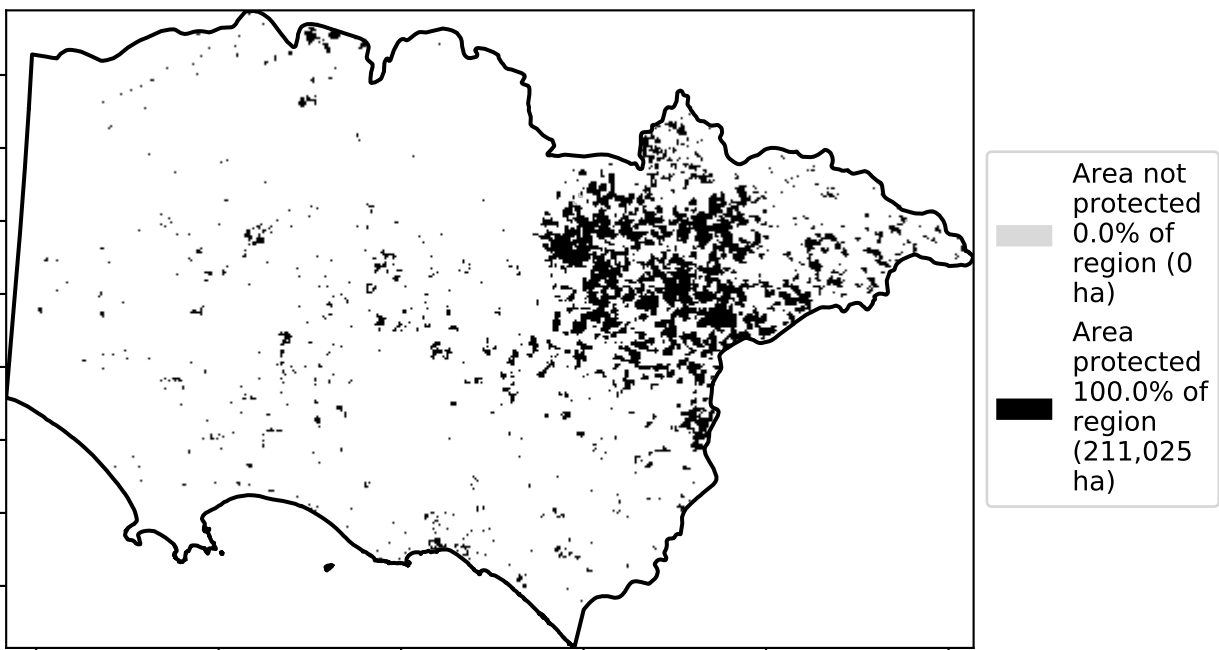 Area not
protected
0.0% of
region (0
ha)
Area
protected
100.0% of
region
(211,025
ha)